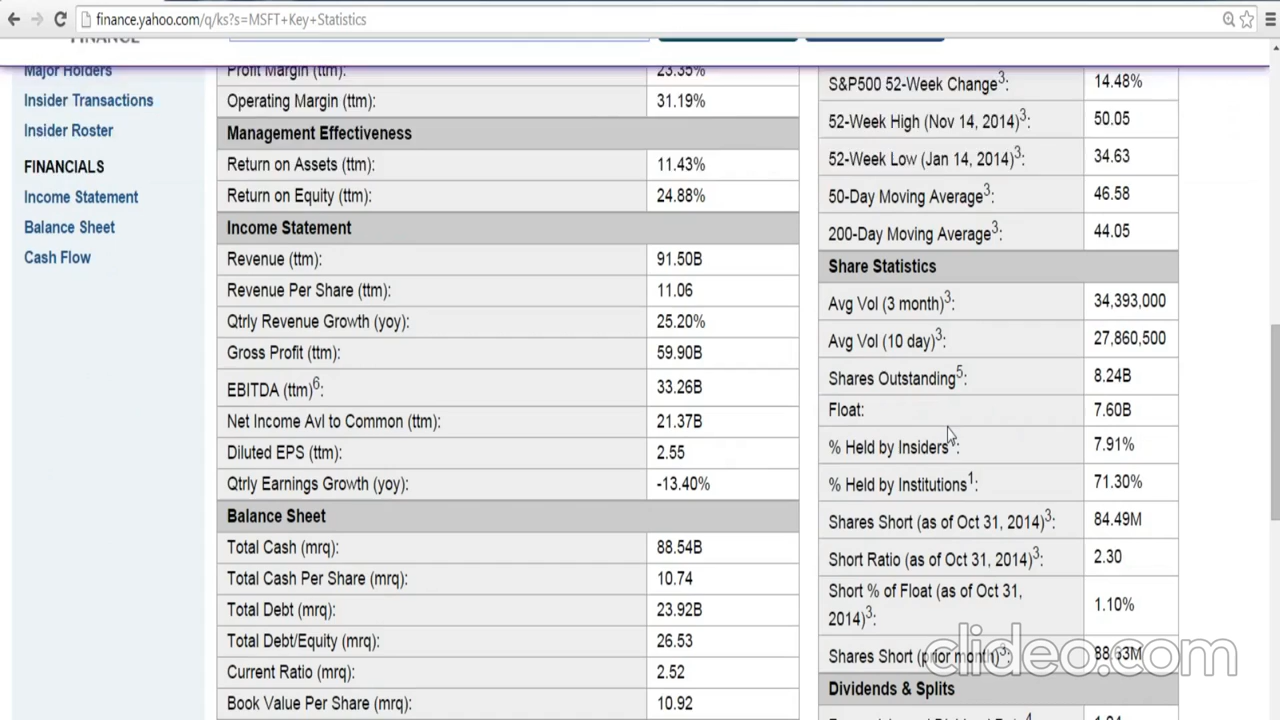 finance.yahoo.com/q/ks?s=MSFT+Key+Statistics
FINANCE
Major Holders
Insider Transactions
Insider Roster
FINANCIALS
Income Statement
Balance Sheet
Cash Flow
Profit Margin (ttm): 23.35%
Operating Margin (ttm): 31.19%
Management Effectiveness
Return on Assets (ttm): 11.43%
Return on Equity (ttm): 24.88%
Income Statement
Revenue (ttm): 91.50B
Revenue Per Share (ttm): 11.06
Qtrly Revenue Growth (yoy): 25.20%
Gross Profit (ttm): 59.90B
EBITDA (ttm)6: 33.26B
Net Income Avl to Common (ttm): 21.37B
Diluted EPS (ttm): 2.55
Qtrly Earnings Growth (yoy): -13.40%
Balance Sheet
Total Cash (mrq): 88.54B
Total Cash Per Share (mrq): 10.74
Total Debt (mrq): 23.92B
Total Debt/Equity (mrq): 26.53
Current Ratio (mrq): 2.52
Book Value Per Share (mrq): 10.92
S&P500 52-Week Change3: 14.48%
52-Week High (Nov 14, 2014)3: 50.05
52-Week Low (Jan 14, 2014)3: 34.63
50-Day Moving Average3: 46.58
200-Day Moving Average3: 44.05
Share Statistics
Avg Vol (3 month)3: 34,393,000
Avg Vol (10 day)3: 27,860,500
Shares Outstanding5: 8.24B
Float: 7.60B
% Held by Insiders : 7.91%
% Held by Institutions1: 71.30%
Shares Short (as of Oct 31, 2014)3: 84.49M
Short Ratio (as of Oct 31, 2014)3: 2.30
Short % of Float (as of Oct 31,
2014)3: 1.10%
Shares Short (prior month)3:
clideo.com
Dividends & Splits